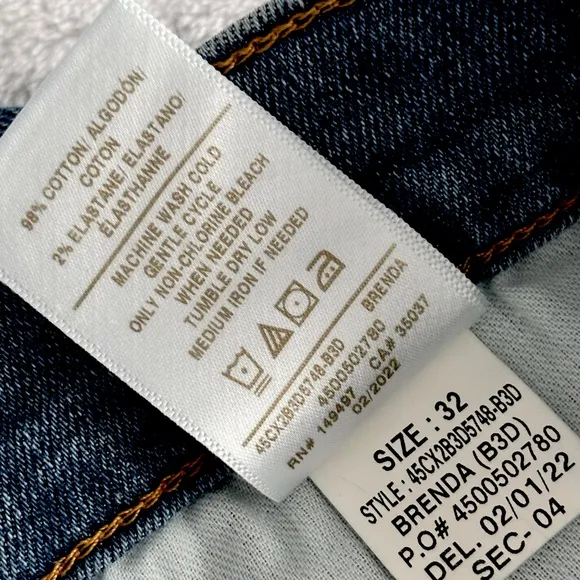 98% COTTON/ ALGODÓN/
COTON
2% ELASTANE/ ELASTANO/
ELASTHANNE
MACHINE WASH COLD
GENTLE CYCLE
ONLY NON-CHLORINE BLEACH
WHEN NEEDED
TUMBLE DRY LOW
MEDIUM IRON IF NEEDED
45CX2B3D5748-B3D BRENDA
4500502780
RN# 149497 CA# 35037
02/2022
SIZE : 32
STYLE : 45CX2B3D5748-B3D
BRENDA (B3D)
P.O# 4500502780
DEL. 02/01/22
SEC- 04